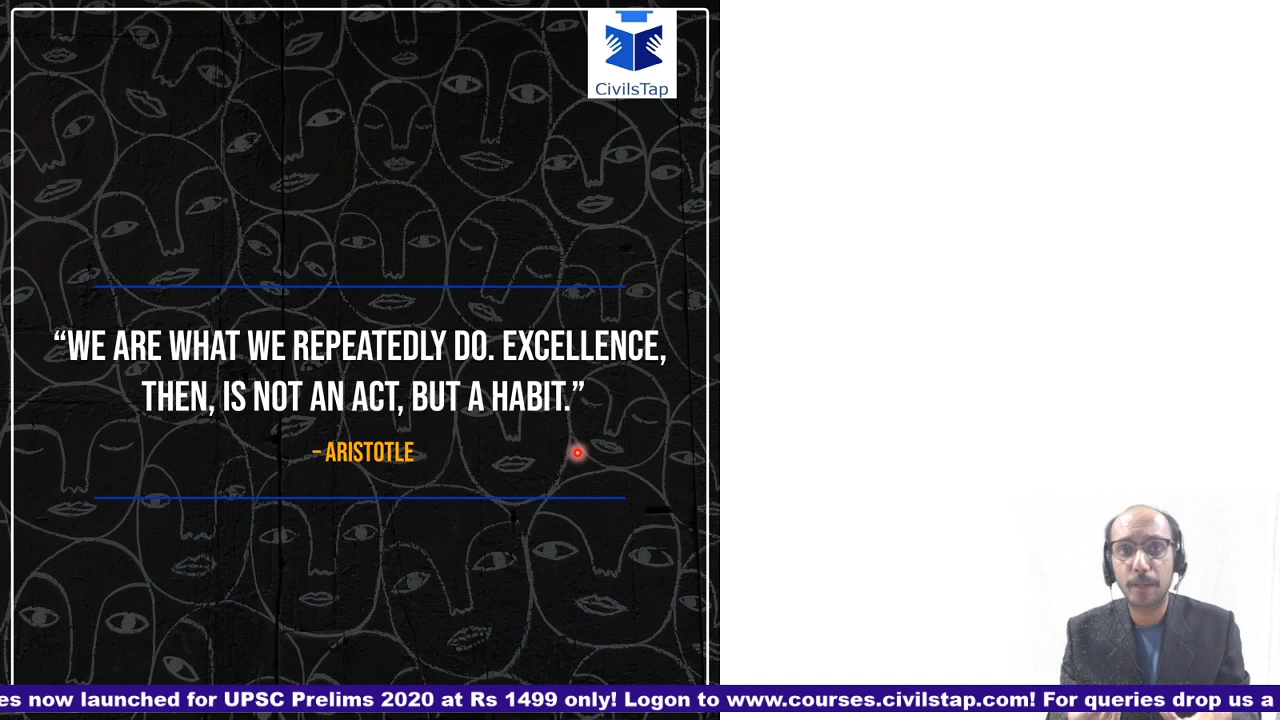 CivilsTap
“WE ARE WHAT WE REPEATEDLY DO. EXCELLENCE,
THEN, IS NOT AN ACT, BUT A HABIT.”
– ARISTOTLE
es now launched for UPSC Prelims 2020 at Rs 1499 only! Logon to www.courses.civilstap.com! For queries drop us a